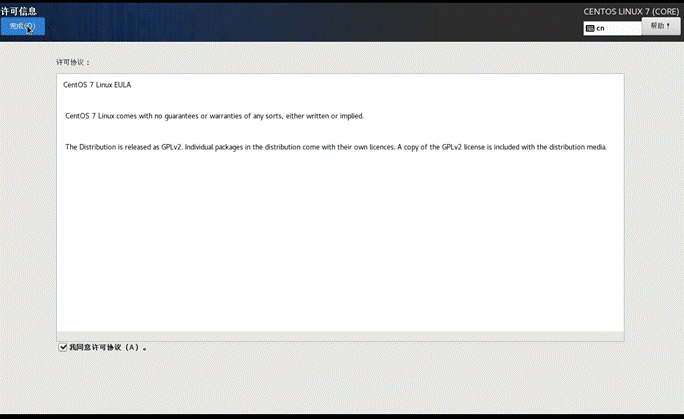 许可信息
CENTOS LINUX 7 (CORE)
完成(D)
cn
帮助！
许可协议：
CentOS 7 Linux EULA
CentOS 7 Linux comes with no guarantees or warranties of any sorts, either written or implied.
The Distribution is released as GPLv2. Individual packages in the distribution come with their own licences. A copy of the GPLv2 license is included with the distribution media.
我同意许可协议（A）。